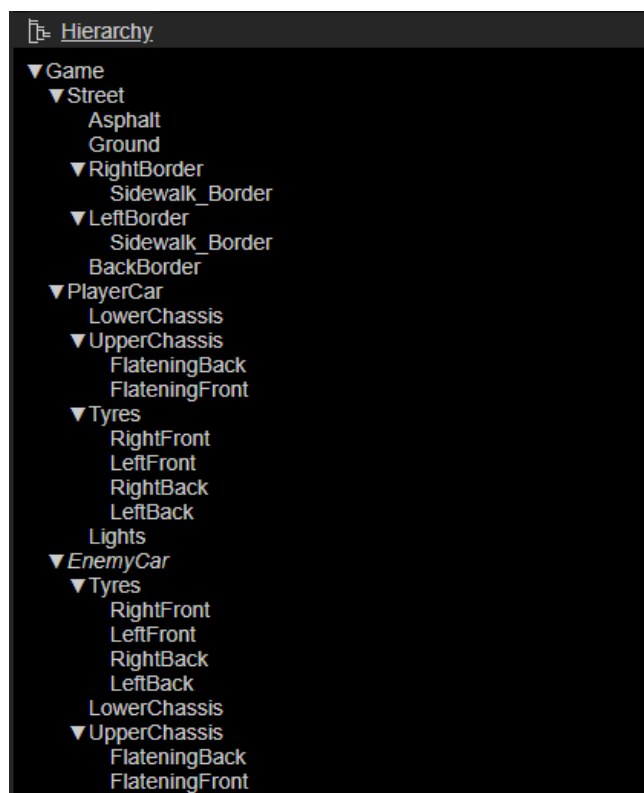 Hierarchy
Game
Street
Asphalt
Ground
RightBorder
Sidewalk_Border
LeftBorder
Sidewalk_Border
BackBorder
PlayerCar
LowerChassis
UpperChassis
FlateningBack
FlateningFront
Tyres
RightFront
LeftFront
RightBack
LeftBack
Lights
EnemyCar
Tyres
RightFront
LeftFront
RightBack
LeftBack
LowerChassis
UpperChassis
FlateningBack
FlateningFront